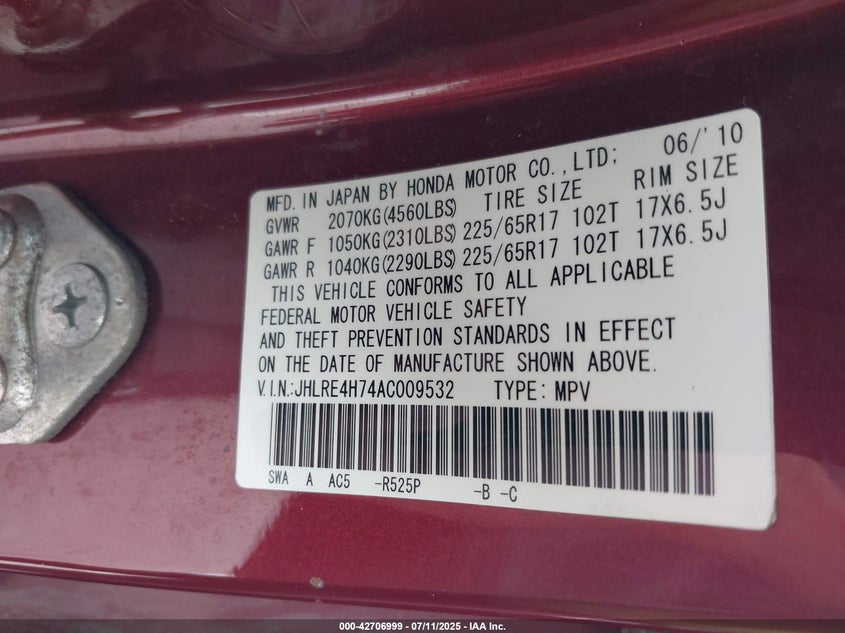 MFD. IN JAPAN BY HONDA MOTOR CO., LTD; 06/'10
GVWR 2070KG(4560LBS) TIRE SIZE RIM SIZE
GAWR F 1050KG(2310LBS) 225/65R17 102T 17X6.5J
GAWR R 1040KG(2290LBS) 225/65R17 102T 17X6.5J
THIS VEHICLE CONFORMS TO ALL APPLICABLE
FEDERAL MOTOR VEHICLE SAFETY
AND THEFT PREVENTION STANDARDS IN EFFECT
ON THE DATE OF MANUFACTURE SHOWN ABOVE.
V.I.N.:JHLRE4H74AC009532 TYPE: MPV
SWA A AC5 -R525P -B -C
000-42706999 / 07/11/2025 - IAA Inc.